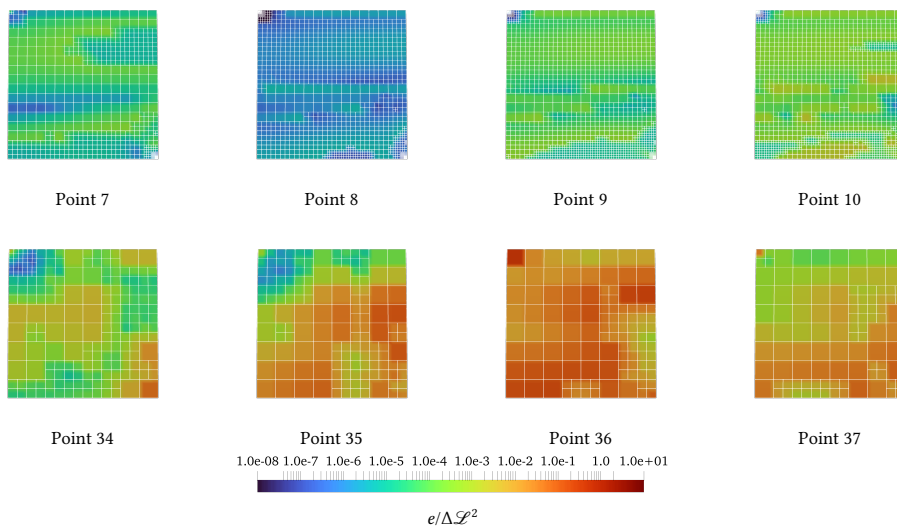 Point 7 Point 8 Point 9 Point 10
Point 34 Point 35 Point 36 Point 37
1.0e-08 1.0e-07 1.0e-6 1.0e-5 1.0e-4 1.0e-3 1.0e-2 1.0e-1 1.0 1.0e+01
e/Δℒ²